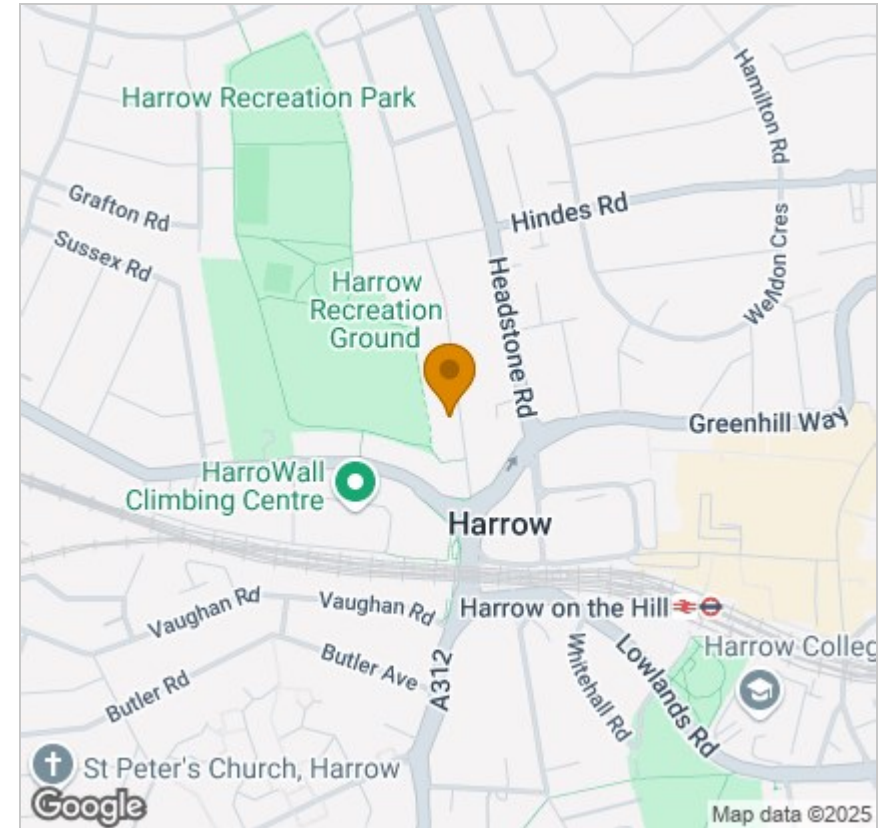 Harrow Recreation Park
Hamilton Rd
Grafton Rd
Hindes Rd
Sussex Rd
Weldon Cres
Harrow
Recreation
Ground
Headstone Rd
Greenhill Way
HarroWall
Climbing Centre
Harrow
Vaughan Rd
Vaughan Rd
Harrow on the Hill
Harrow Colleg
Butler Ave
A312
Whitehall Rd
Lowlands Rd
Butler Rd
St Peter's Church, Harrow
Google
Map data ©2025